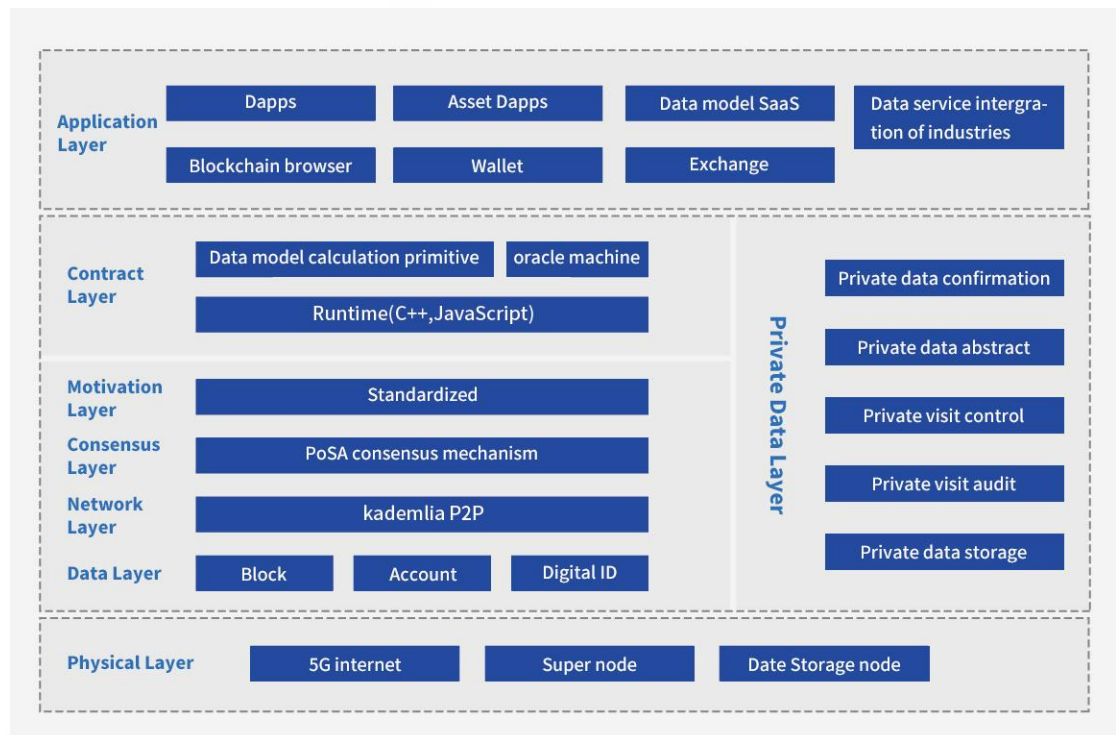 Application
Layer
Dapps
Asset Dapps
Data model SaaS
Data service intergra-
tion of industries
Blockchain browser
Wallet
Exchange
Contract
Layer
Data model calculation primitive
oracle machine
Runtime(C++,JavaScript)
Motivation
Layer
Standardized
Consensus
Layer
PoSA consensus mechanism
Network
Layer
kademlia P2P
Data Layer
Block
Account
Digital ID
Private Data Layer
Private data confirmation
Private data abstract
Private visit control
Private visit audit
Private data storage
Physical Layer
5G internet
Super node
Date Storage node